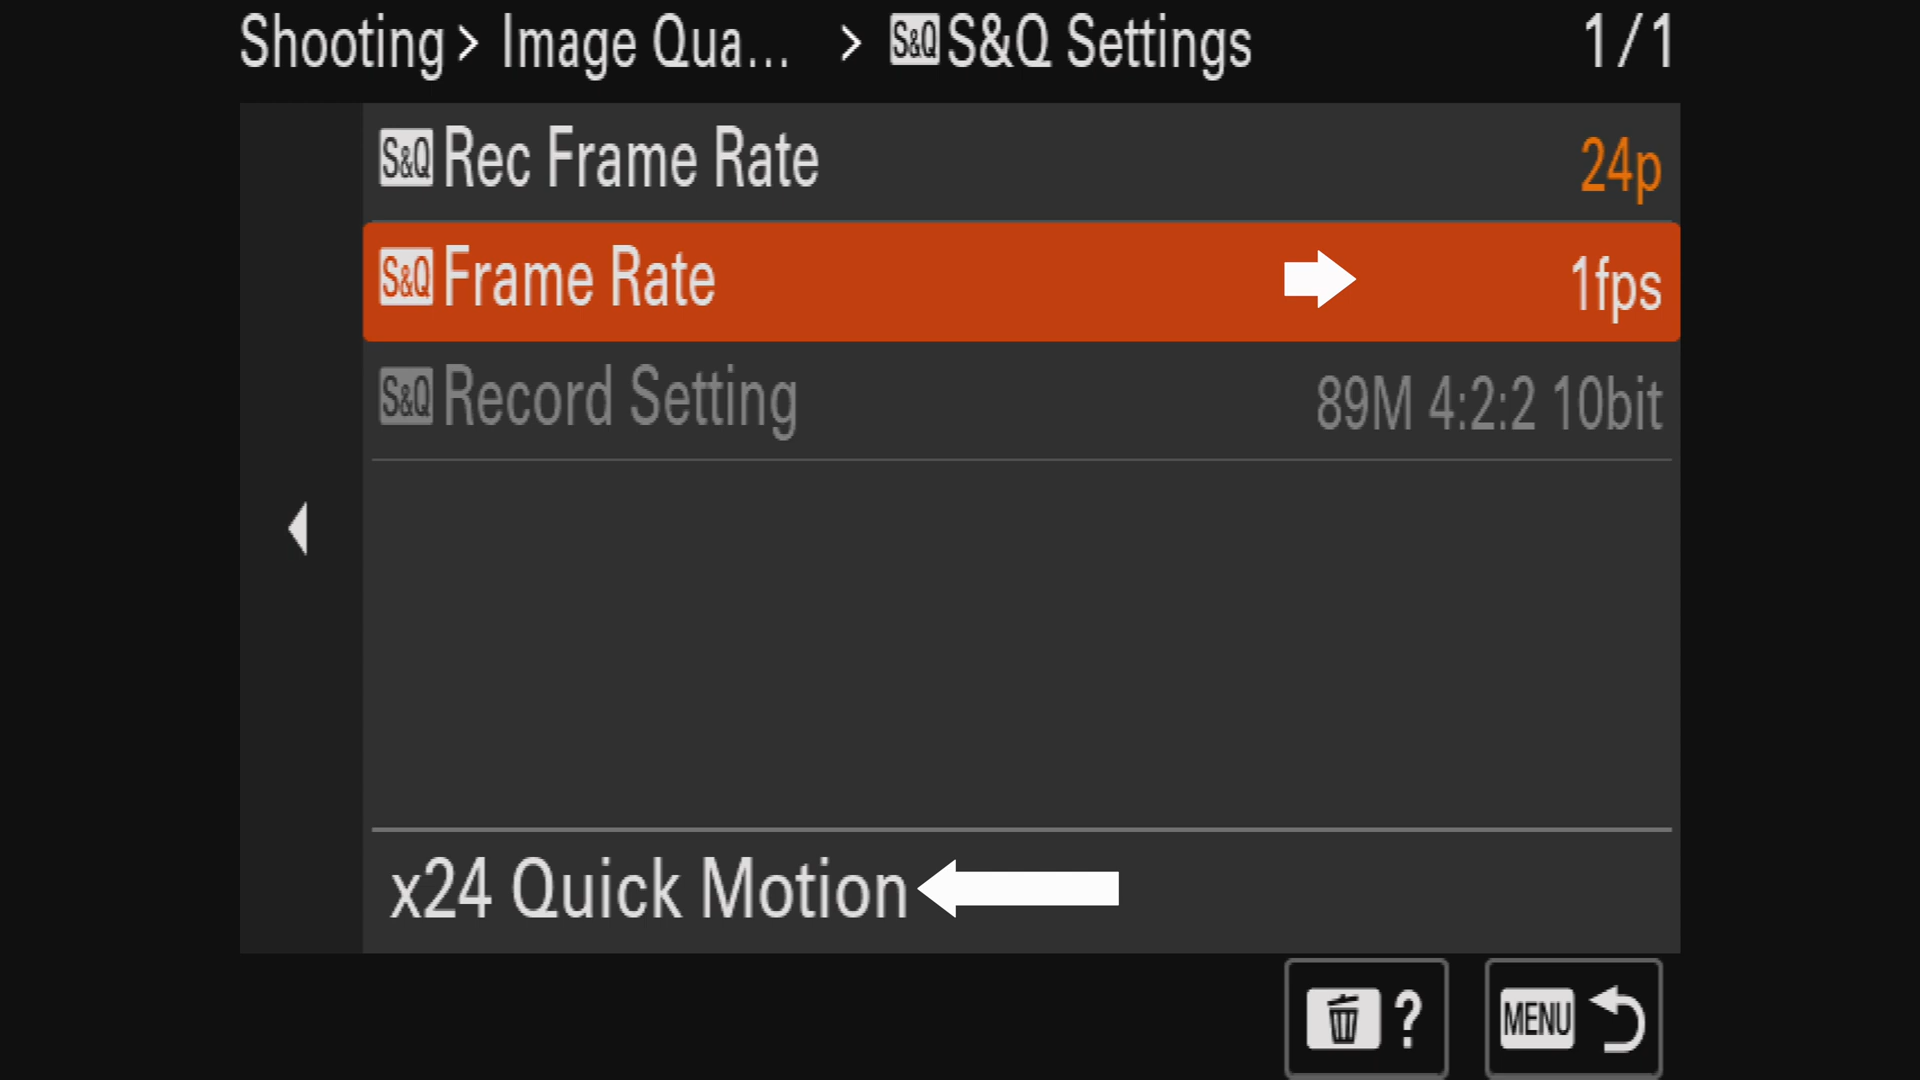 Shooting > Image Qua... > S&Q S&Q Settings 1/1
S&Q Rec Frame Rate 24p
S&Q Frame Rate 1fps
S&Q Record Setting 89M 4:2:2 10bit
x24 Quick Motion
? MENU